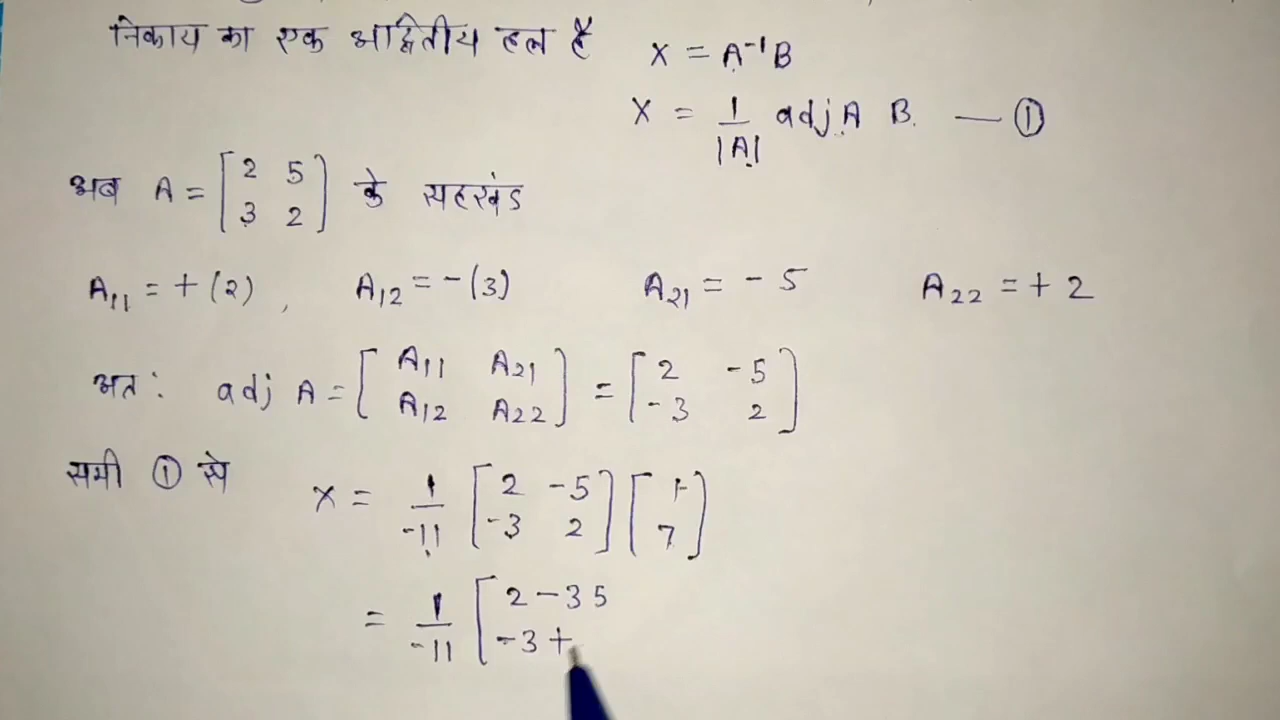 निकाय का एक अद्वितीय हल है X = A⁻¹B
X = 1/|A| adj A B. — ①
अब A = [2 5; 3 2] के सहखंड
A₁₁ = +(2), A₁₂ = -(3) A₂₁ = - 5 A₂₂ = + 2
अत: adj A = [A₁₁ A₂₁; A₁₂ A₂₂] = [2 -5; -3 2]
समी ① से X = 1/-11 [2 -5; -3 2] [1; 7]
= 1/-11 [2 - 35; -3 +